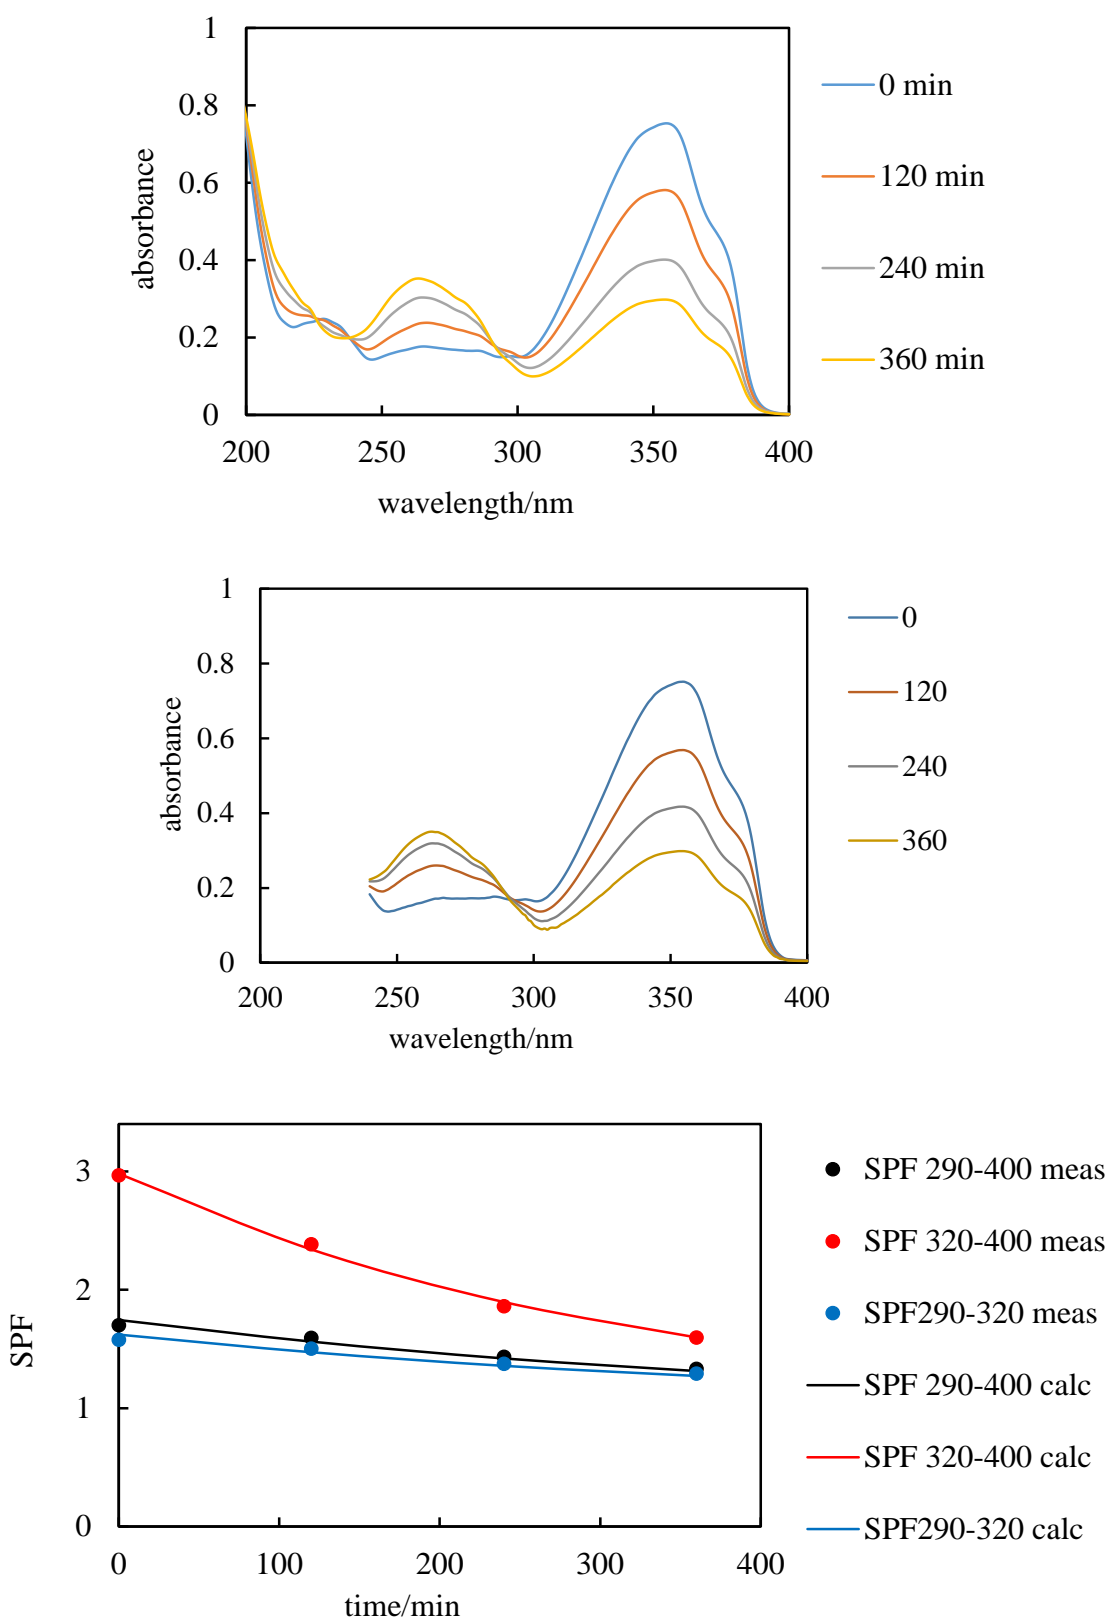 1
0.8
0.6
0.4
0.2
0
absorbance
200 250 300 350 400
wavelength/nm
0 min
120 min
240 min
360 min
1
0.8
0.6
0.4
0.2
0
absorbance
200 250 300 350 400
wavelength/nm
0
120
240
360
3
2
1
0
SPF
0 100 200 300 400
time/min
SPF 290-400 meas
SPF 320-400 meas
SPF290-320 meas
SPF 290-400 calc
SPF 320-400 calc
SPF290-320 calc